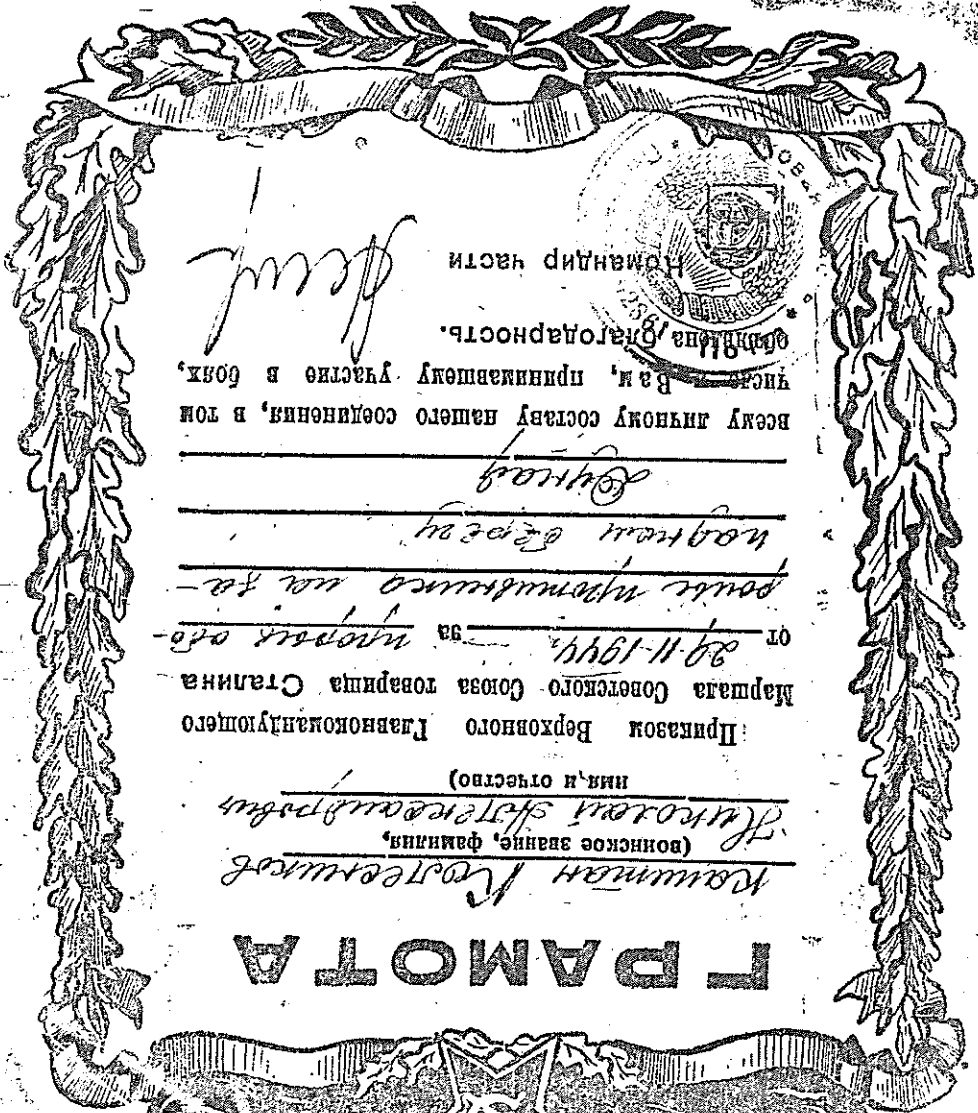 ГРАМОТА
капитан Колесников
(воинское звание, фамилия,
Николай Александрович
имя, и отчество)
Приказом Верховного Главнокомандующего
Маршала Советского Союза товарища Сталина
от 29.11.1944 за прорыв обо-
роны противника на за-
падном берегу
Дуная
всему личному составу нашего соединения, в том
числе и Вам, принимавшему участие в боях,
объявлена благодарность.
Командир части